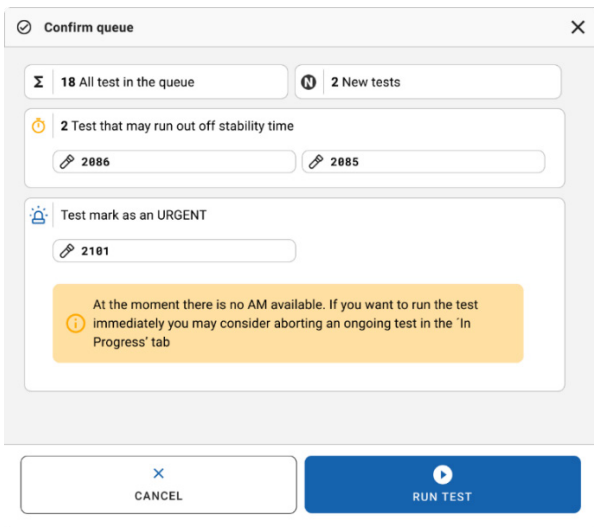 Confirm queue
Σ 18 All test in the queue
N 2 New tests
2 Test that may run out off stability time
2086
2085
Test mark as an URGENT
2101
At the moment there is no AM available. If you want to run the test
immediately you may consider aborting an ongoing test in the ´In
Progress' tab
CANCEL
RUN TEST